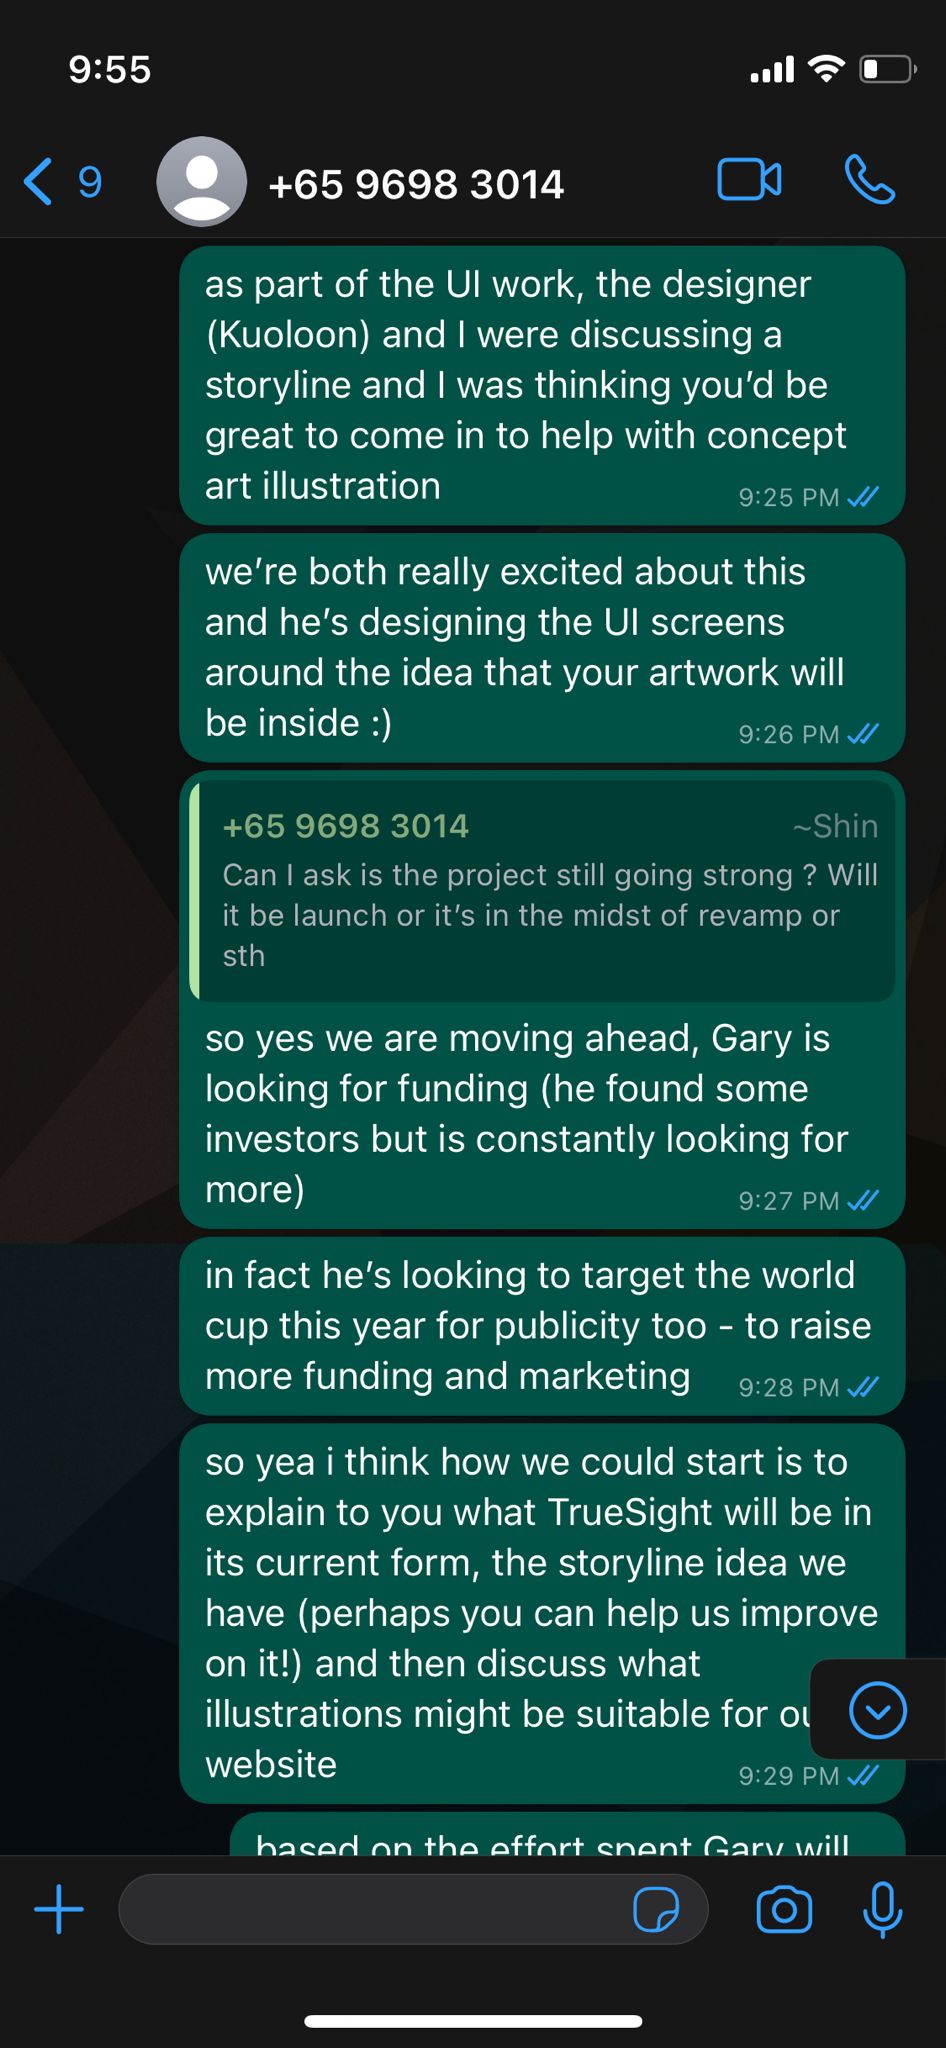 9:55
9
+65 9698 3014
as part of the UI work, the designer
(Kuoloon) and I were discussing a
storyline and I was thinking you’d be
great to come in to help with concept
art illustration
9:25 PM
we’re both really excited about this
and he’s designing the UI screens
around the idea that your artwork will
be inside :)
9:26 PM
+65 9698 3014 ~Shin
Can I ask is the project still going strong ? Will
it be launch or it’s in the midst of revamp or
sth
so yes we are moving ahead, Gary is
looking for funding (he found some
investors but is constantly looking for
more)
9:27 PM
in fact he’s looking to target the world
cup this year for publicity too - to raise
more funding and marketing
9:28 PM
so yea i think how we could start is to
explain to you what TrueSight will be in
its current form, the storyline idea we
have (perhaps you can help us improve
on it!) and then discuss what
illustrations might be suitable for ou
website
9:29 PM
based on the effort spent Gary will